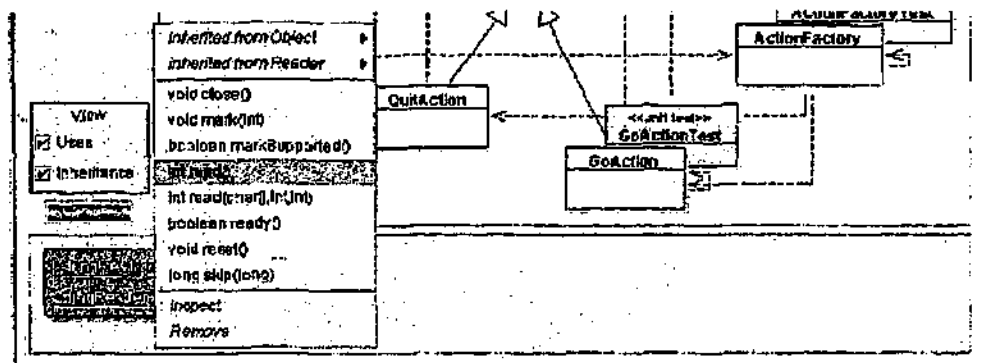 inherited from Object
inherited from Reader
void close()
void mark(int)
boolean markSupported()
int read()
int read(char[],int,int)
boolean ready()
void reset()
long skip(long)
Inspect
Remove
View
Uses
Inheritance
QuitAction
ActionFactoryTest
ActionFactory
<<unit test>>
GoActionTest
GoAction